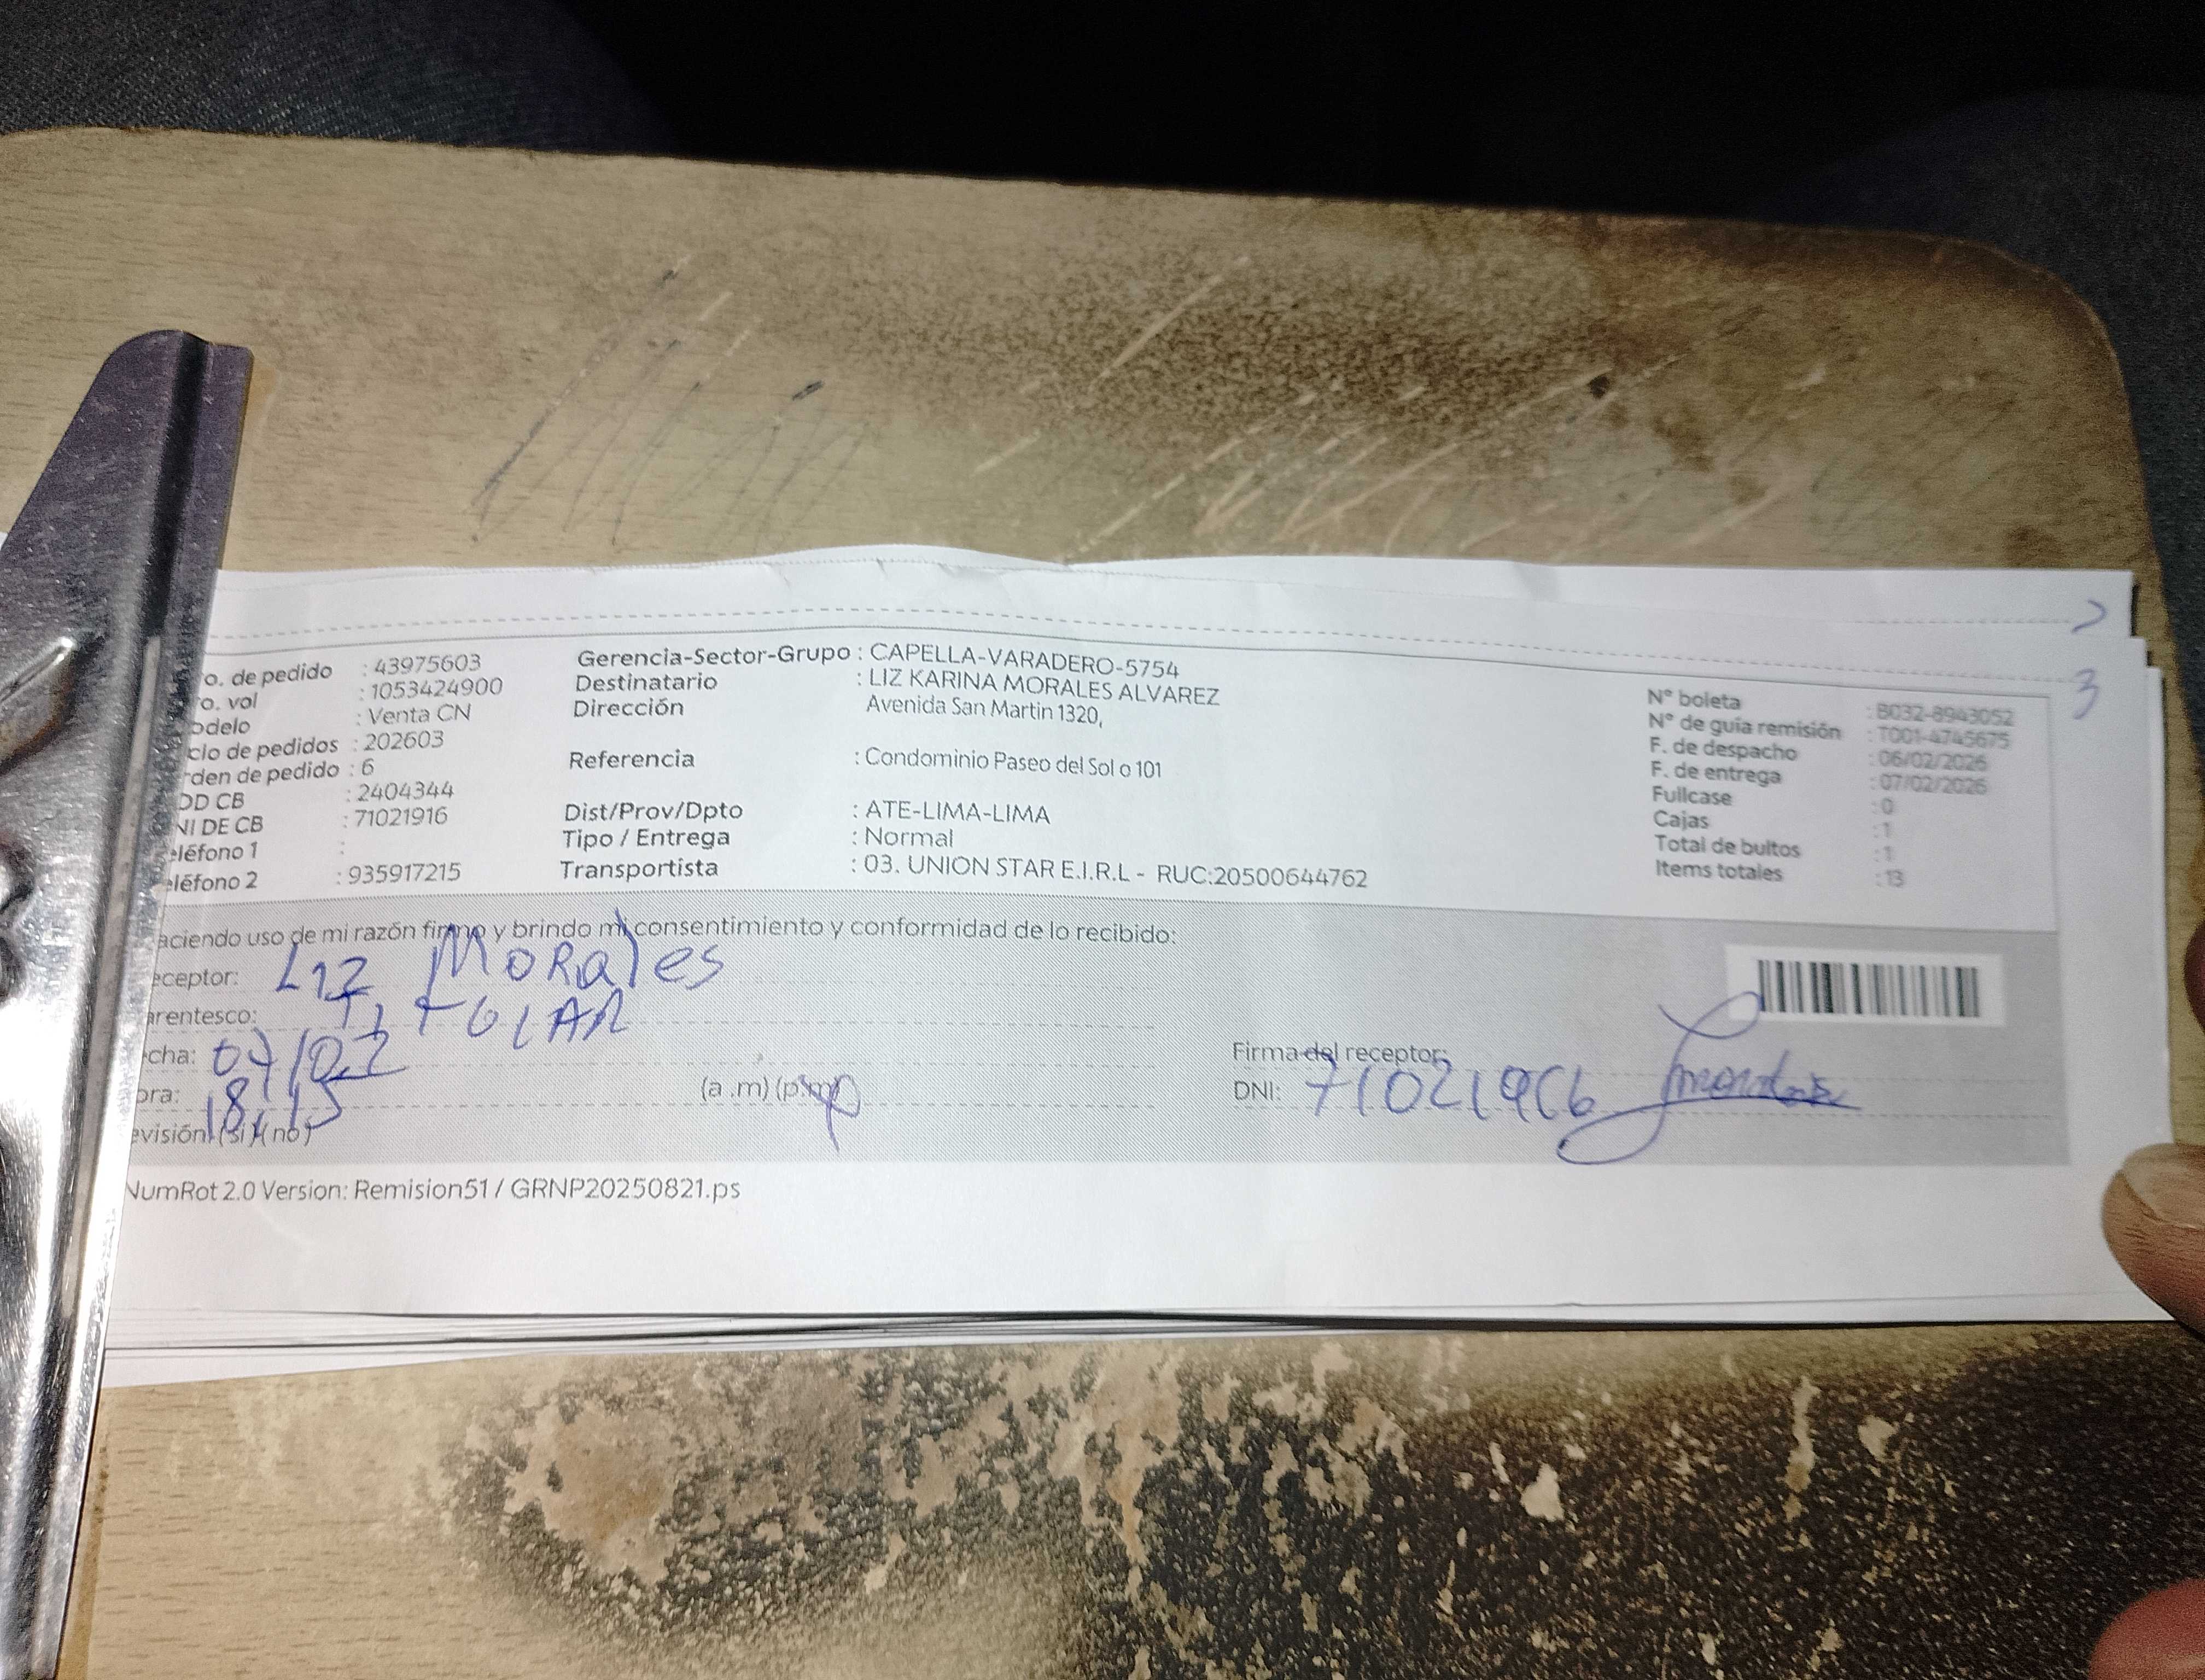 o. de pedido : 43975603
o. vol : 1053424900
odelo : Venta CN
clo de pedidos : 202603
rden de pedido : 6
OD CB : 2404344
NI DE CB : 71021916
eléfono 1 :
eléfono 2 : 935917215
Gerencia-Sector-Grupo : CAPELLA-VARADERO-5754
Destinatario : LIZ KARINA MORALES ALVAREZ
Dirección Avenida San Martin 1320,
Referencia : Condominio Paseo del Sol o 101
Dist/Prov/Dpto : ATE-LIMA-LIMA
Tipo / Entrega : Normal
Transportista : 03. UNION STAR E.I.R.L - RUC:20500644762
N° boleta : B032-8943052
N° de guía remisión : T001-4745675
F. de despacho : 06/02/2026
F. de entrega : 07/02/2026
Fullcase : 0
Cajas : 1
Total de bultos : 1
Items totales : 13
3
aciendo uso de mi razón firmo y brindo mi consentimiento y conformidad de lo recibido:
eceptor: Liz Morales
arentesco: TITULAR
cha: 07/02
ora: 18:15 (a .m) (p.m)
evisión: (si) (no)
Firma del receptor:
DNI: 71021916
NumRot 2.0 Version: Remision51 / GRNP20250821.ps